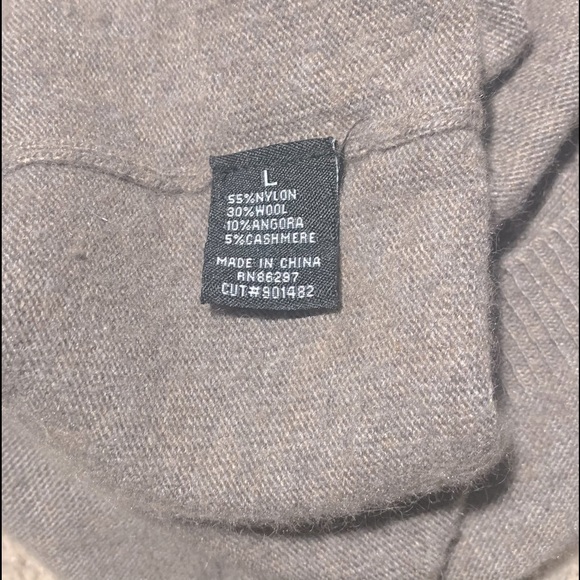 L
55%NYLON
30%WOOL
10%ANGORA
5%CASHMERE
MADE IN CHINA
RN86297
CUT#901482